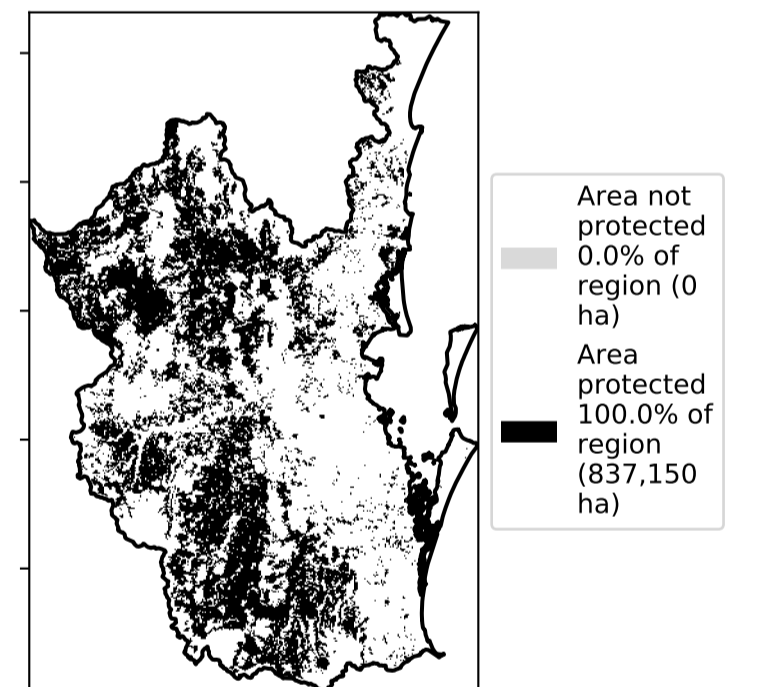 Area not
protected
0.0% of
region (0
ha)
Area
protected
100.0% of
region
(837,150
ha)